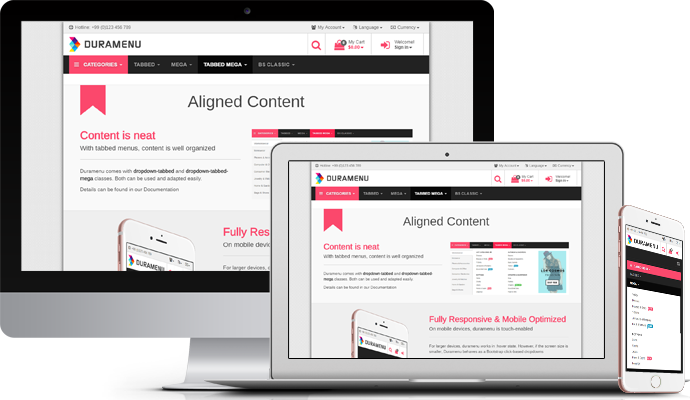 Hotline: +99 (0)123 456 789
My Account
Language
Currency
DURAMENU
My Cart
$0.00
Welcome!
Sign in
CATEGORIES TABBED MEGA TABBED MEGA BS CLASSIC
Aligned Content
Content is neat
With tabbed menus, content is well organized
Duramenu comes with dropdown-tabbed and dropdown-tabbed-
mega classes. Both can be used and adapted easily.
Details can be found in our Documentation
Fully Responsive
On mobile devices
For larger devices,
DURAMENU
My Account
Language
Currency
DURAMENU
My Cart
$0.00
Welcome!
Sign in
CATEGORIES TABBED MEGA TABBED MEGA BS CLASSIC
Aligned Content
Content is neat
With tabbed menus, content is well organized
Duramenu comes with dropdown-tabbed and dropdown-tabbed-
mega classes. Both can be used and adapted easily.
Details can be found in our Documentation
Fully Responsive & Mobile Optimized
On mobile devices, duramenu is touch-enabled
For larger devices, duramenu works in :hover state. However, if the screen size is
smaller, Duramenu behaves as a Bootstrap click-based dropdowns.
DURAMENU
MEGA